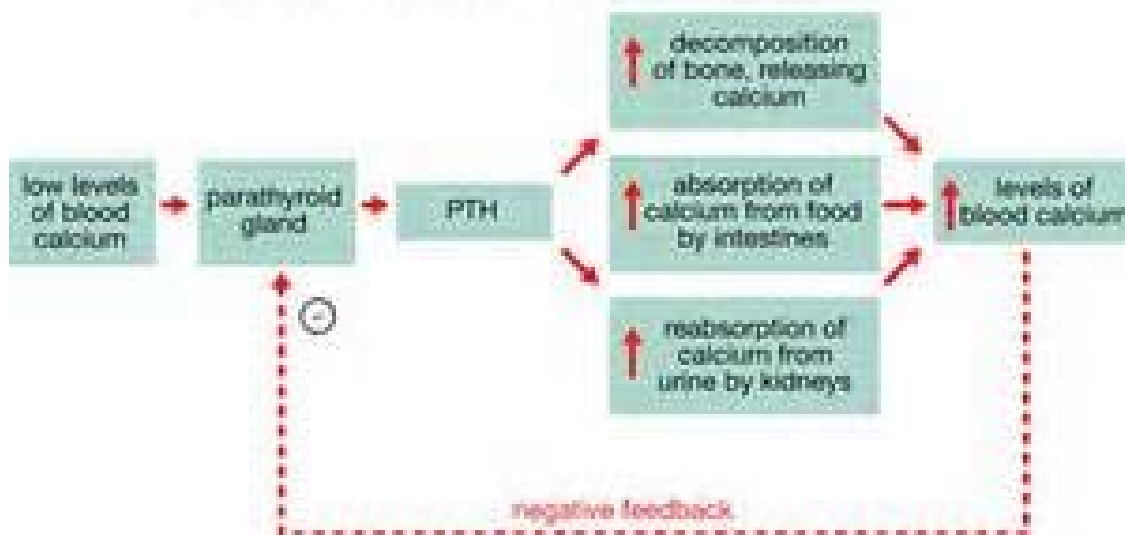 low levels
of blood
calcium
parathyroid
gland
PTH
decomposition
of bone, releasing
calcium
absorption of
calcium from food
by intestines
reabsorption of
calcium from
urine by kidneys
levels of
blood calcium
negative feedback